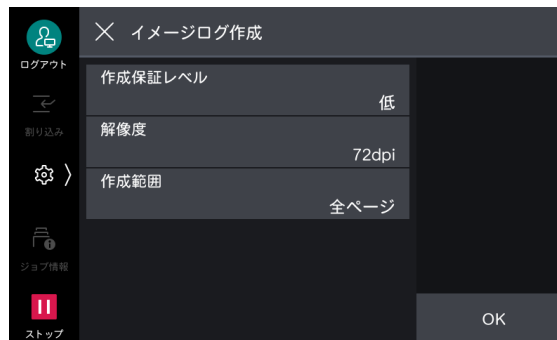 イメージログ作成
ログアウト
作成保証レベル
低
割り込み
解像度
72dpi
作成範囲
全ページ
ジョブ情報
OK
ストップ